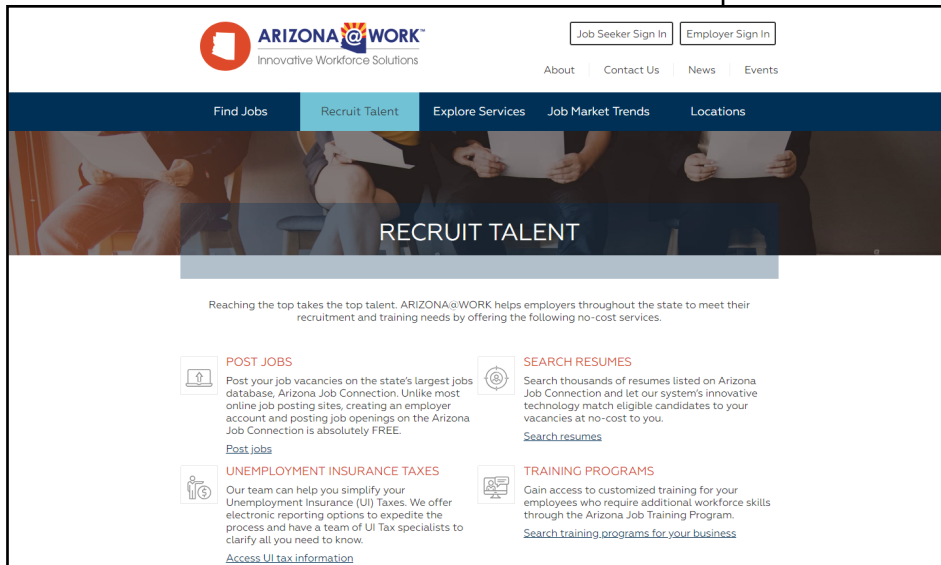 ARIZONA@WORK™
Innovative Workforce Solutions
Job Seeker Sign In
Employer Sign In
About
Contact Us
News
Events
Find Jobs
Recruit Talent
Explore Services
Job Market Trends
Locations
RECRUIT TALENT
Reaching the top takes the top talent. ARIZONA@WORK helps employers throughout the state to meet their
recruitment and training needs by offering the following no-cost services.
POST JOBS
Post your job vacancies on the state's largest jobs
database, Arizona Job Connection. Unlike most
online job posting sites, creating an employer
account and posting job openings on the Arizona
Job Connection is absolutely FREE.
Post jobs
SEARCH RESUMES
Search thousands of resumes listed on Arizona
Job Connection and let our system's innovative
technology match eligible candidates to your
vacancies at no-cost to you.
Search resumes
UNEMPLOYMENT INSURANCE TAXES
Our team can help you simplify your
Unemployment Insurance (UI) Taxes. We offer
electronic reporting options to expedite the
process and have a team of UI Tax specialists to
clarify all you need to know.
Access UI tax information
TRAINING PROGRAMS
Gain access to customized training for your
employees who require additional workforce skills
through the Arizona Job Training Program.
Search training programs for your business